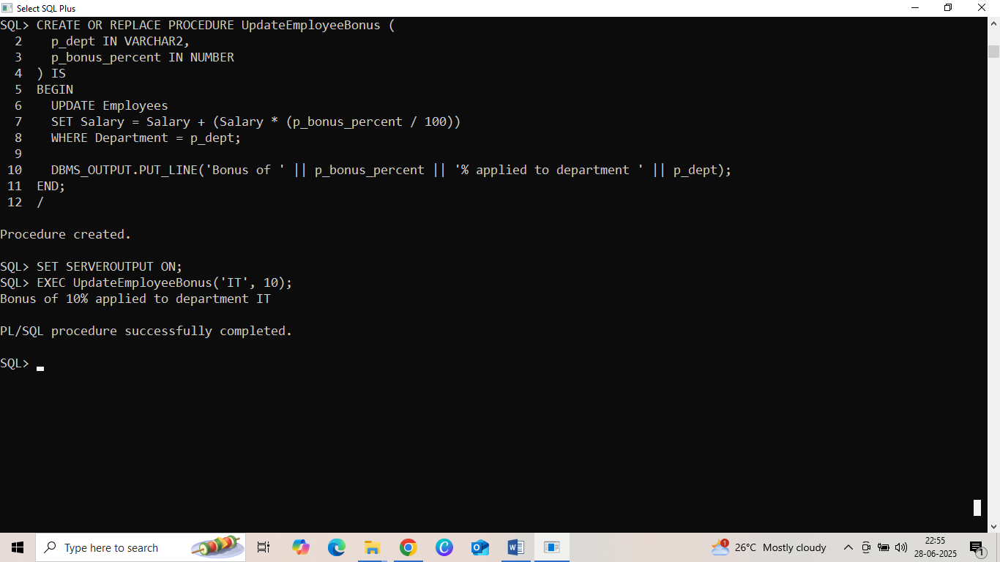 Select SQL Plus
SQL> CREATE OR REPLACE PROCEDURE UpdateEmployeeBonus (
2 p_dept IN VARCHAR2,
3 p_bonus_percent IN NUMBER
4 ) IS
5 BEGIN
6 UPDATE Employees
7 SET Salary = Salary + (Salary * (p_bonus_percent / 100))
8 WHERE Department = p_dept;
9
10 DBMS_OUTPUT.PUT_LINE('Bonus of ' || p_bonus_percent || '% applied to department ' || p_dept);
11 END;
12 /
Procedure created.
SQL> SET SERVEROUTPUT ON;
SQL> EXEC UpdateEmployeeBonus('IT', 10);
Bonus of 10% applied to department IT
PL/SQL procedure successfully completed.
SQL>
Type here to search
1
26°C Mostly cloudy
22:55
28-06-2025
1